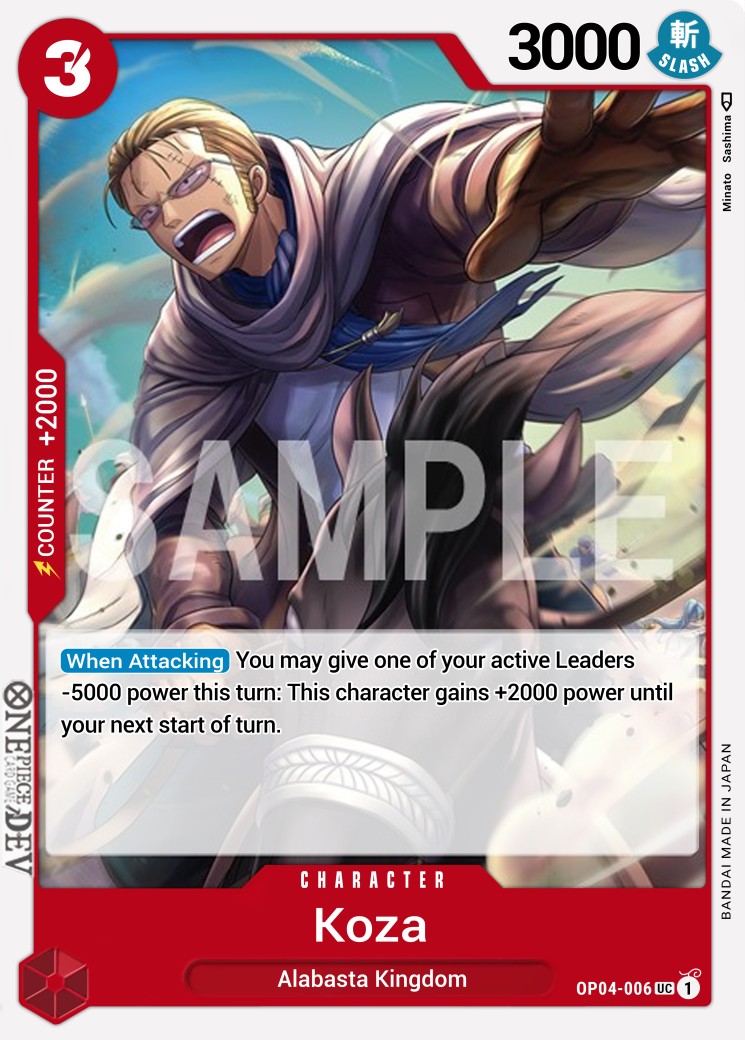 3
3000
斬
SLASH
Minato Sashima
COUNTER +2000
SAMPLE
When Attacking You may give one of your active Leaders
-5000 power this turn: This character gains +2000 power until
your next start of turn.
ONE PIECE
CARD GAME
/DEV
BANDAI MADE IN JAPAN
CHARACTER
Koza
Alabasta Kingdom
OP04-006 UC 1